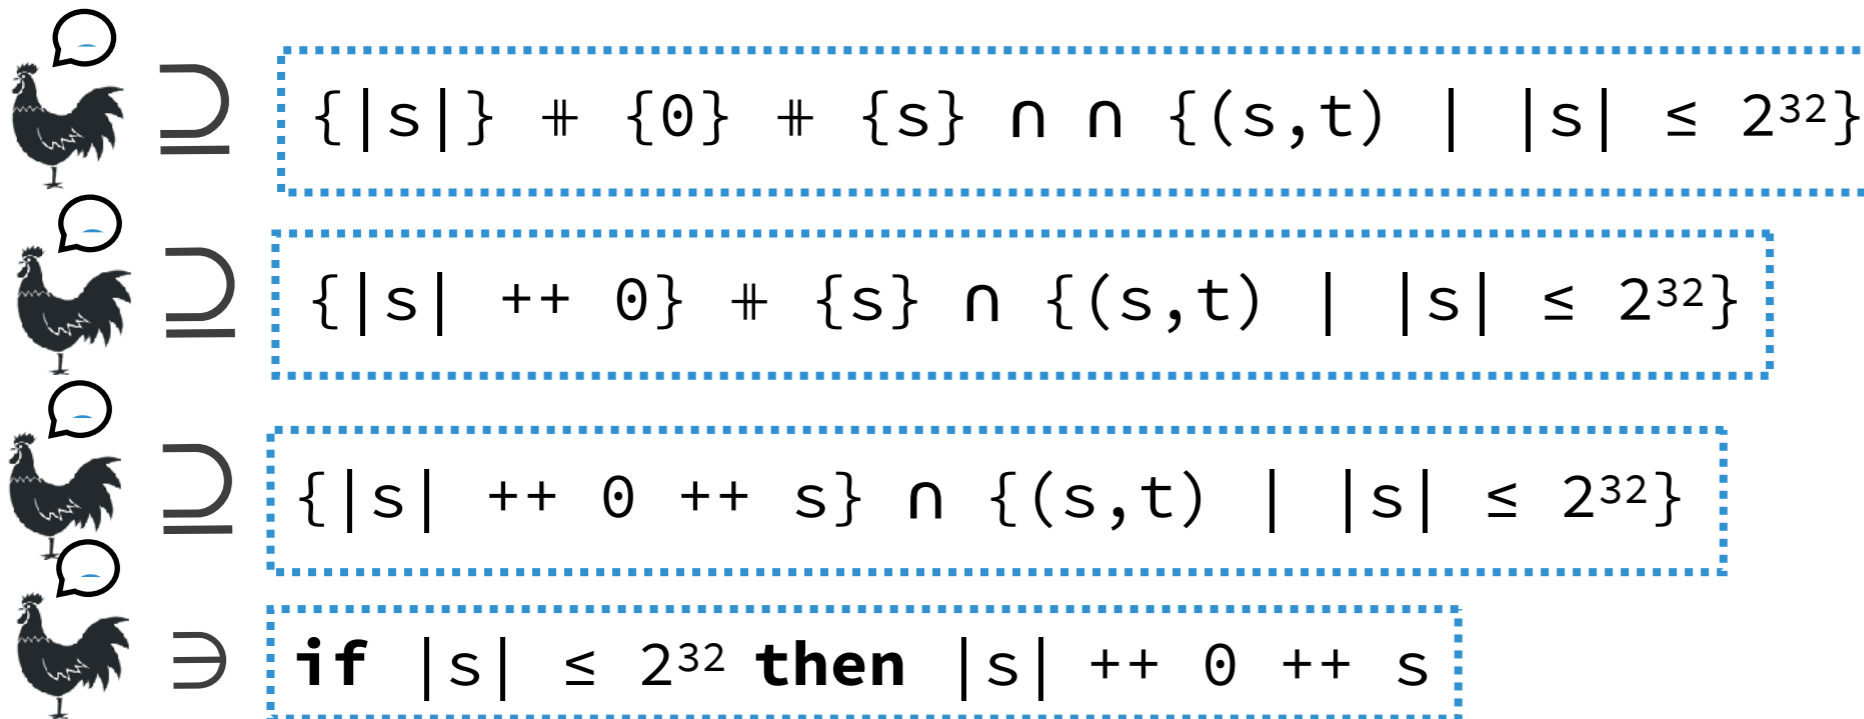 ⊇ {|s|} ⧺ {0} ⧺ {s} ∩ ∩ {(s,t) | |s| ≤ 2³²}
⊇ {|s| ++ 0} ⧺ {s} ∩ {(s,t) | |s| ≤ 2³²}
⊇ {|s| ++ 0 ++ s} ∩ {(s,t) | |s| ≤ 2³²}
∋ if |s| ≤ 2³² then |s| ++ 0 ++ s